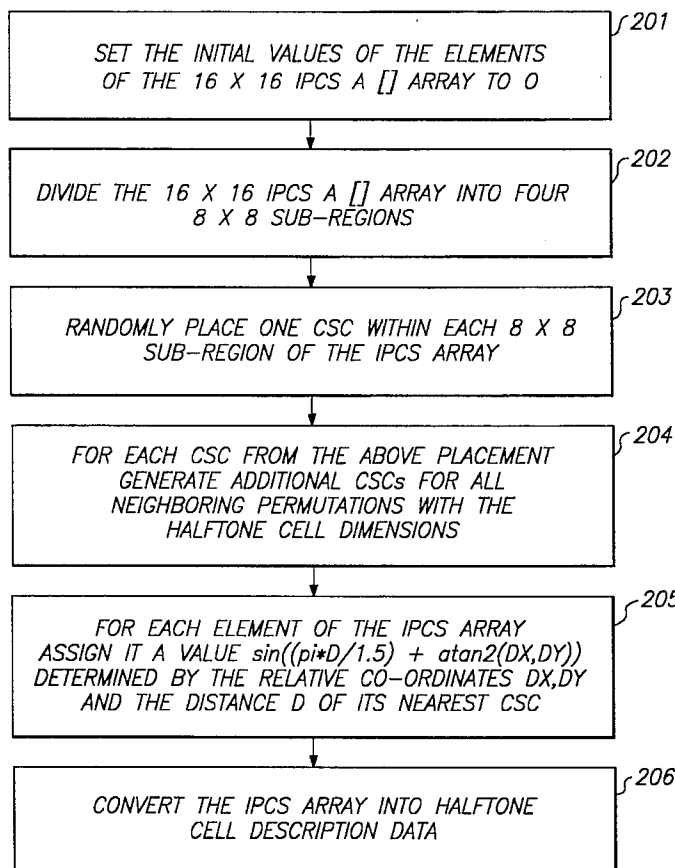 201
SET THE INITIAL VALUES OF THE ELEMENTS
OF THE 16 X 16 IPCS A [] ARRAY TO 0
202
DIVIDE THE 16 X 16 IPCS A [] ARRAY INTO FOUR
8 X 8 SUB-REGIONS
203
RANDOMLY PLACE ONE CSC WITHIN EACH 8 X 8
SUB-REGION OF THE IPCS ARRAY
204
FOR EACH CSC FROM THE ABOVE PLACEMENT
GENERATE ADDITIONAL CSCs FOR ALL
NEIGHBORING PERMUTATIONS WITH THE
HALFTONE CELL DIMENSIONS
205
FOR EACH ELEMENT OF THE IPCS ARRAY
ASSIGN IT A VALUE sin((pi*D/1.5) + atan2(DX,DY))
DETERMINED BY THE RELATIVE CO-ORDINATES DX,DY
AND THE DISTANCE D OF ITS NEAREST CSC
206
CONVERT THE IPCS ARRAY INTO HALFTONE
CELL DESCRIPTION DATA